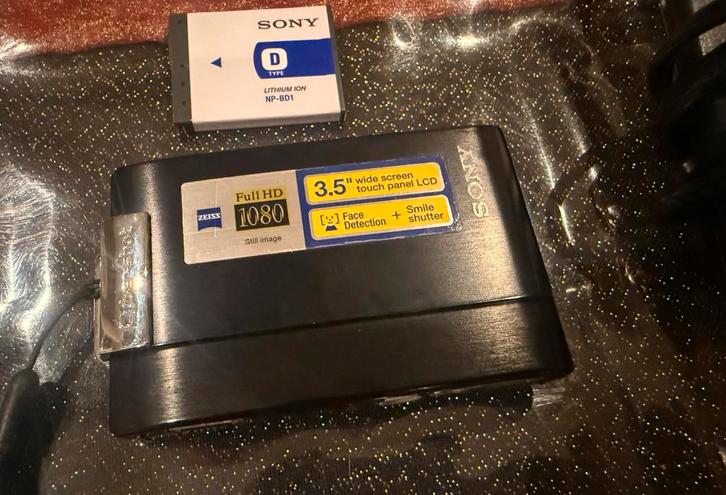 SONY
D
TYPE
LITHIUM ION
NP-BD1
ZEISS
Full HD
1080
Still image
3.5" wide screen
touch panel LCD
Face
Detection + Smile
shutter
SONY